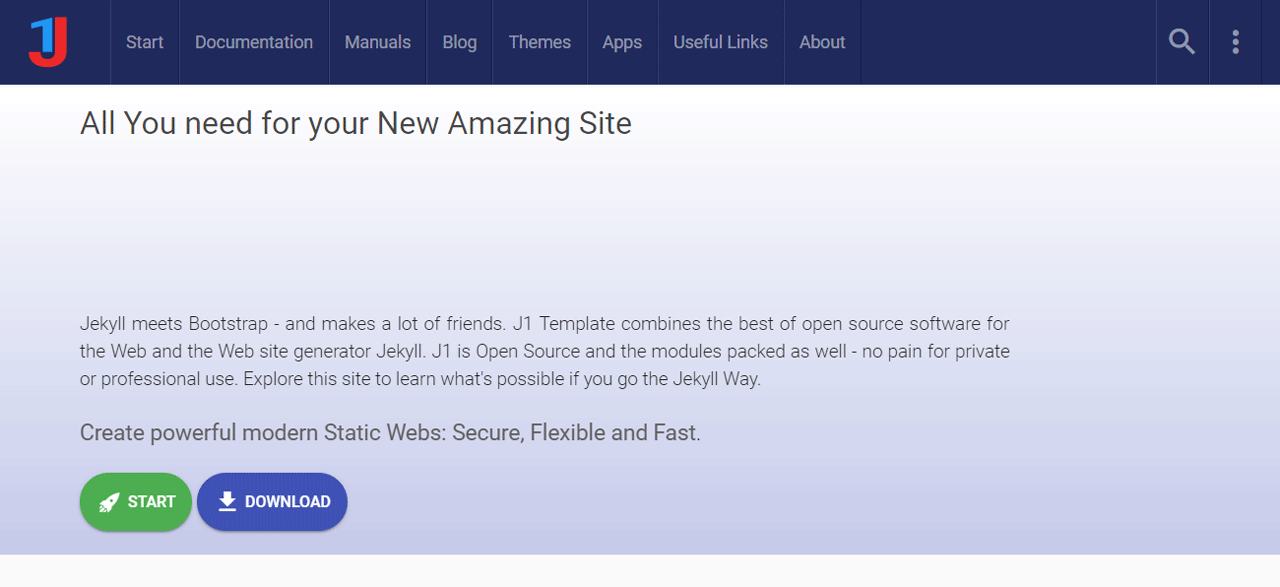 Start Documentation Manuals Blog Themes Apps Useful Links About
All You need for your New Amazing Site
Jekyll meets Bootstrap - and makes a lot of friends. J1 Template combines the best of open source software for
the Web and the Web site generator Jekyll. J1 is Open Source and the modules packed as well - no pain for private
or professional use. Explore this site to learn what's possible if you go the Jekyll Way.
Create powerful modern Static Webs: Secure, Flexible and Fast.
START DOWNLOAD